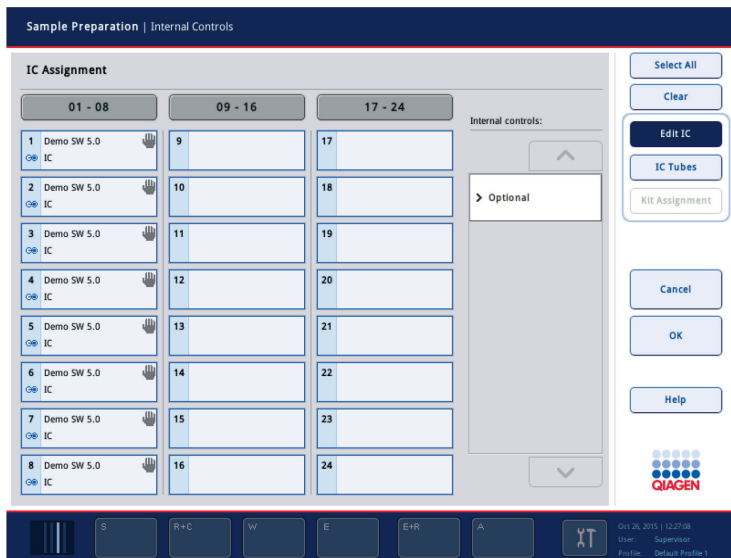 Sample Preparation | Internal Controls
IC Assignment
01 - 08
09 - 16
17 - 24
Internal controls:
1 Demo SW 5.0
IC
2 Demo SW 5.0
IC
3 Demo SW 5.0
IC
4 Demo SW 5.0
IC
5 Demo SW 5.0
IC
6 Demo SW 5.0
IC
7 Demo SW 5.0
IC
8 Demo SW 5.0
IC
9
10
11
12
13
14
15
16
17
18
19
20
21
22
23
24
Optional
Select All
Clear
Edit IC
IC Tubes
Kit Assignment
Cancel
OK
Help
QIAGEN
S
R+C
W
E
E+R
A
Oct 26, 2015 | 12:27:08
User: Supervisor
Profile: Default Profile 1